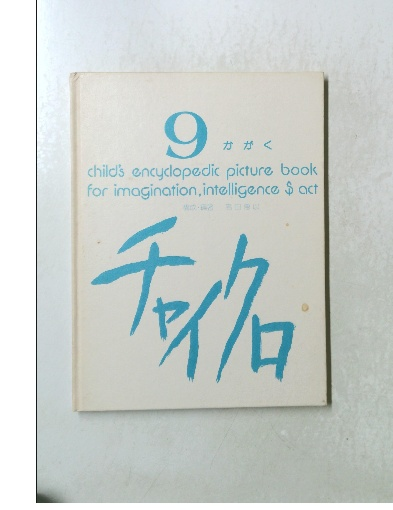 9 かがく
child's encyclopedic picture book
for imagination, intelligence & act
チャイクロ